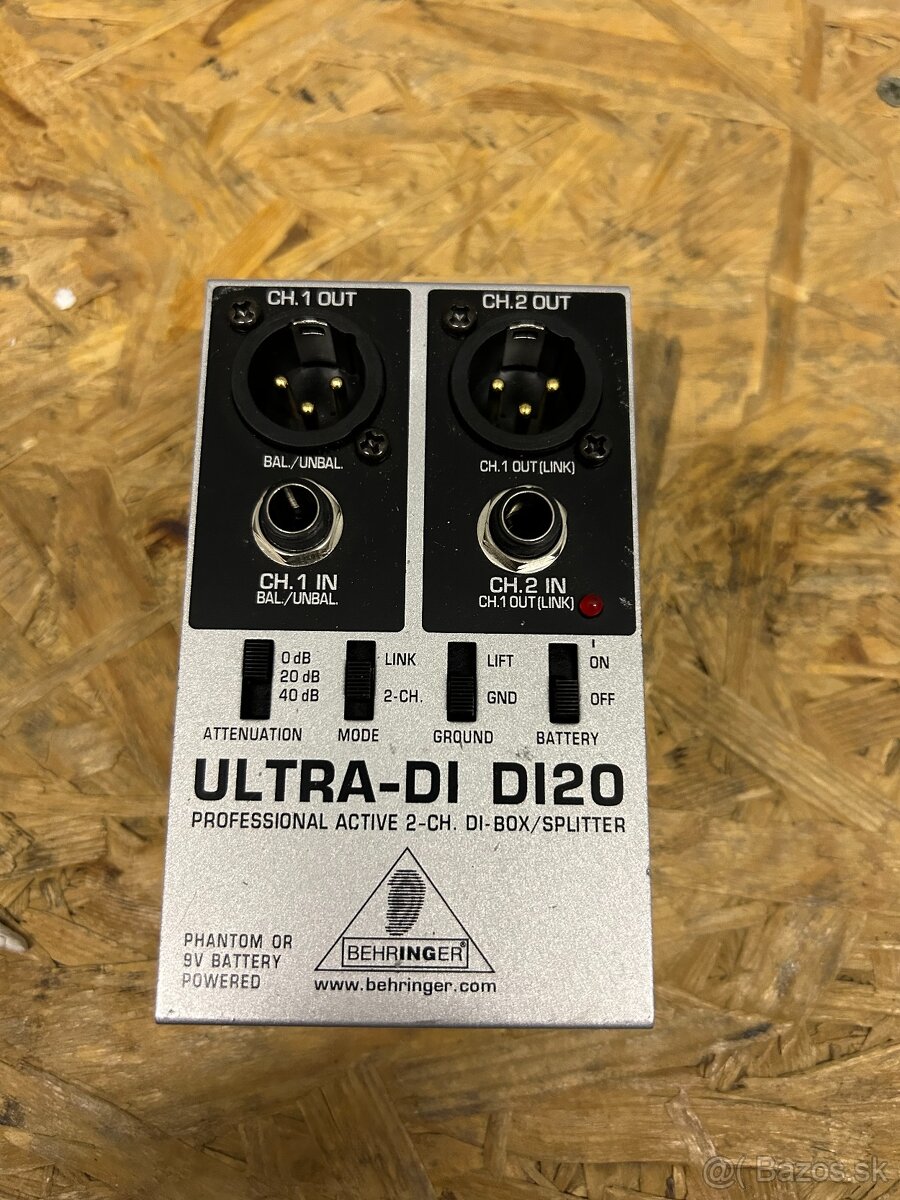 CH.1 OUT
CH.2 OUT
BAL./UNBAL.
CH.1 OUT(LINK)
CH.1 IN
BAL./UNBAL.
CH.2 IN
CH.1 OUT(LINK)
0 dB
20 dB
40 dB
ATTENUATION
LINK
2-CH.
MODE
LIFT
GND
GROUND
ON
OFF
BATTERY
ULTRA-DI DI20
PROFESSIONAL ACTIVE 2-CH. DI-BOX/SPLITTER
PHANTOM OR
9V BATTERY
POWERED
BEHRINGER®
www.behringer.com
@( Bazos.sk